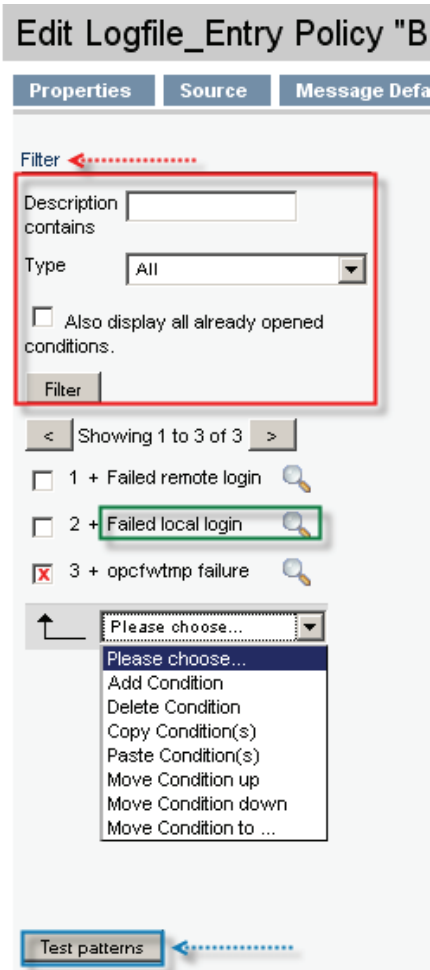 Edit Logfile_Entry Policy "B
Properties Source Message Defa
Filter
Description
contains
Type All
Also display all already opened
conditions.
Filter
< Showing 1 to 3 of 3 >
1 + Failed remote login
2 + Failed local login
3 + opcfwtmp failure
Please choose...
Please choose...
Add Condition
Delete Condition
Copy Condition(s)
Paste Condition(s)
Move Condition up
Move Condition down
Move Condition to ...
Test patterns